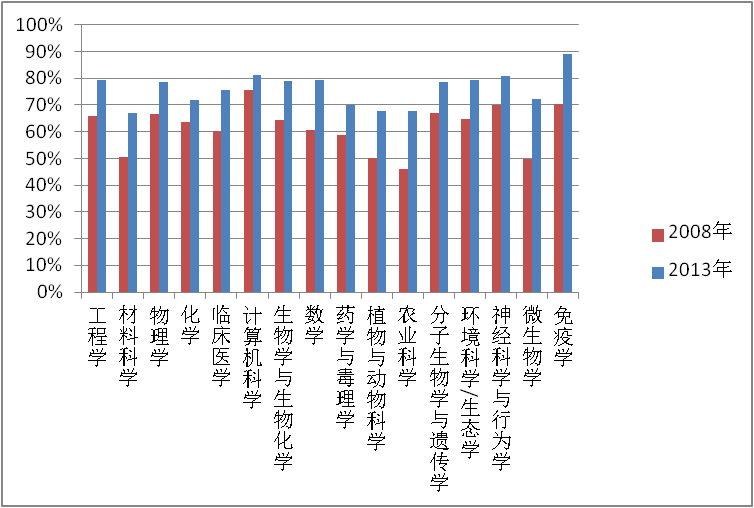 100%
90%
80%
70%
60%
50%
40%
30%
20%
10%
0%
工程学
材料科学
物理学
化学
临床医学
计算机科学
生物学与生物化学
数学
药学与毒理学
植物与动物科学
农业科学
分子生物学与遗传学
环境科学/生态学
神经科学与行为学
微生物学
免疫学
2008年
2013年